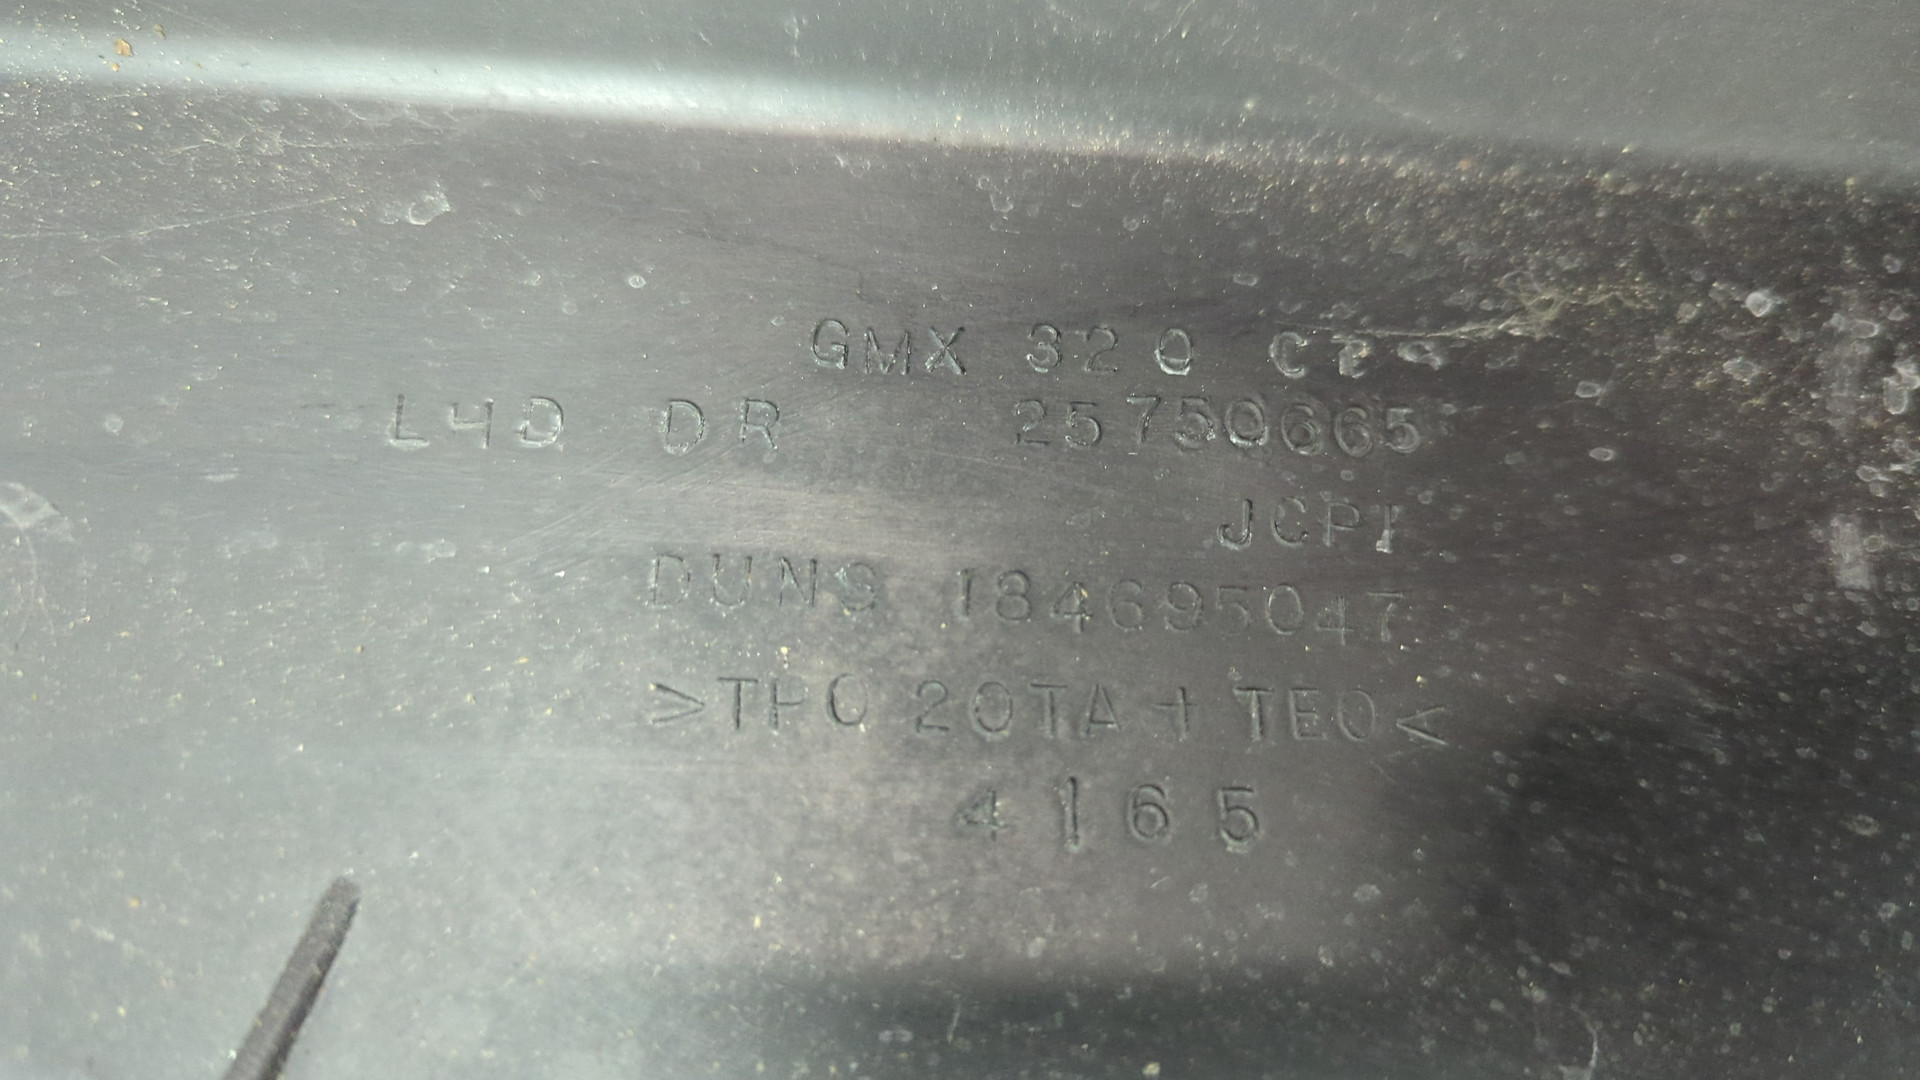 GMX 320
L4D DR 25750665
JCPI
DUNS 184695047
>TPO 20TA + TEO<
4165